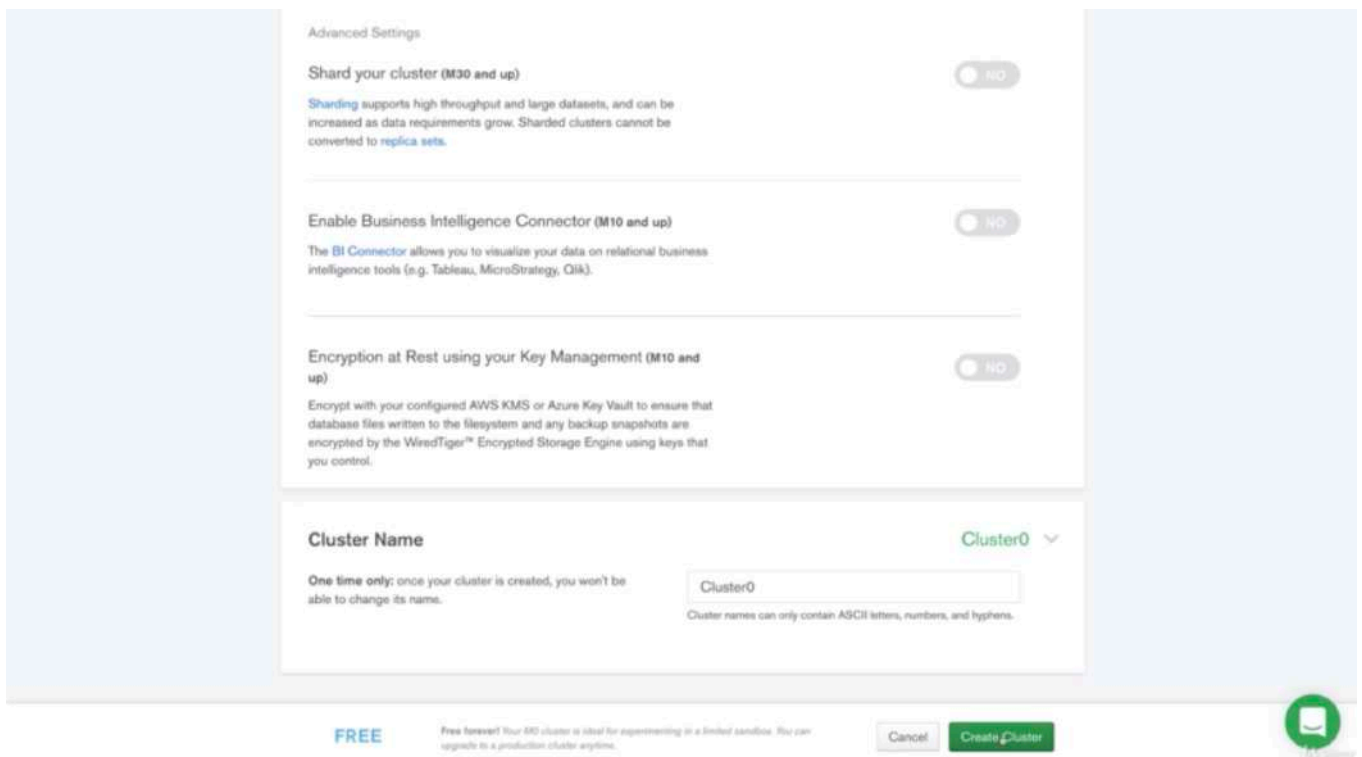 Advanced Settings
Shard your cluster (M30 and up)
NO
Sharding supports high throughput and large datasets, and can be
increased as data requirements grow. Sharded clusters cannot be
converted to replica sets.
Enable Business Intelligence Connector (M10 and up)
NO
The BI Connector allows you to visualize your data on relational business
intelligence tools (e.g. Tableau, MicroStrategy, Qlik).
Encryption at Rest using your Key Management (M10 and
up)
NO
Encrypt with your configured AWS KMS or Azure Key Vault to ensure that
database files written to the filesystem and any backup snapshots are
encrypted by the WiredTiger™ Encrypted Storage Engine using keys that
you control.
Cluster Name
Cluster0
One time only: once your cluster is created, you won't be
able to change its name.
Cluster0
Cluster names can only contain ASCII letters, numbers, and hyphens.
FREE
Free forever! Your M0 cluster is ideal for experimenting in a limited sandbox. You can
upgrade to a production cluster anytime.
Cancel
Create Cluster